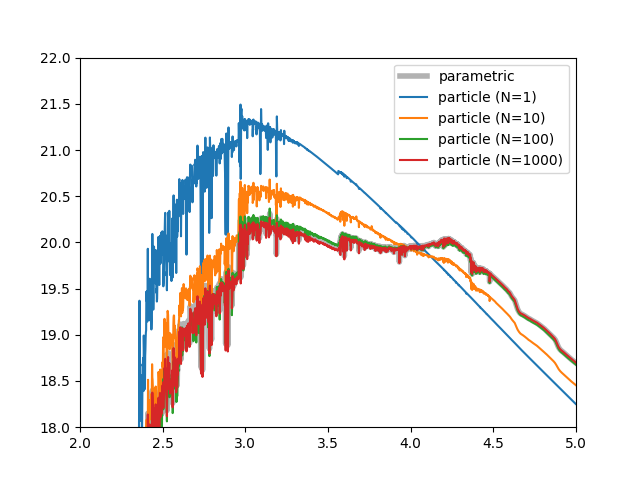 22.0
21.5
21.0
20.5
20.0
19.5
19.0
18.5
18.0
2.0 2.5 3.0 3.5 4.0 4.5 5.0
parametric
particle (N=1)
particle (N=10)
particle (N=100)
particle (N=1000)